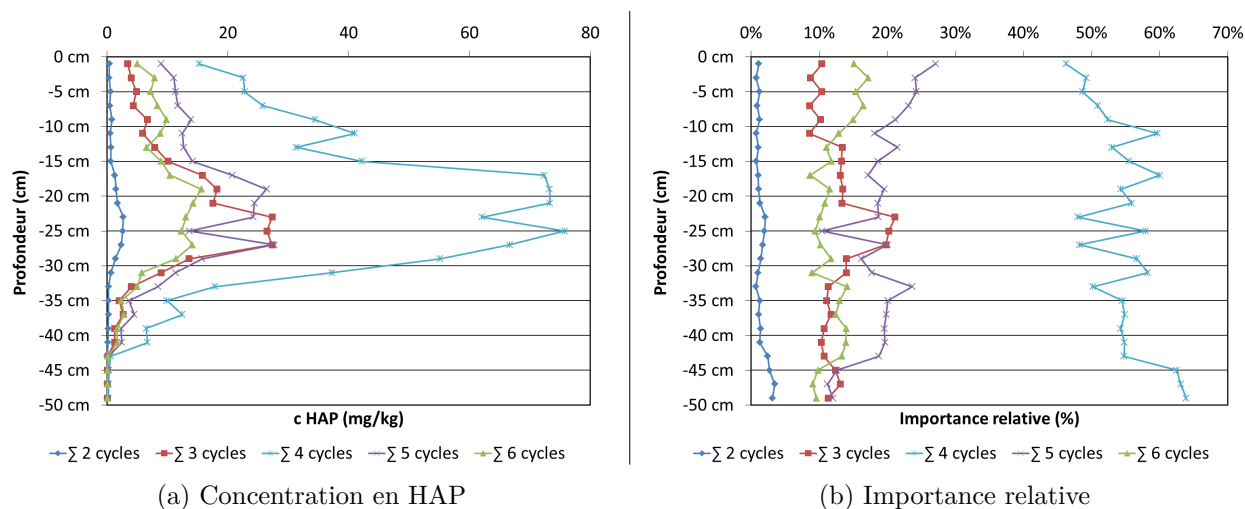 0 20 40 60 80
0 cm
-5 cm
-10 cm
-15 cm
-20 cm
-25 cm
-30 cm
-35 cm
-40 cm
-45 cm
-50 cm
Profondeur (cm)
c HAP (mg/kg)
∑ 2 cycles ∑ 3 cycles ∑ 4 cycles ∑ 5 cycles ∑ 6 cycles
(a) Concentration en HAP
0% 10% 20% 30% 40% 50% 60% 70%
0 cm
-5 cm
-10 cm
-15 cm
-20 cm
-25 cm
-30 cm
-35 cm
-40 cm
-45 cm
-50 cm
Profondeur (cm)
Importance relative (%)
∑ 2 cycles ∑ 3 cycles ∑ 4 cycles ∑ 5 cycles ∑ 6 cycles
(b) Importance relative